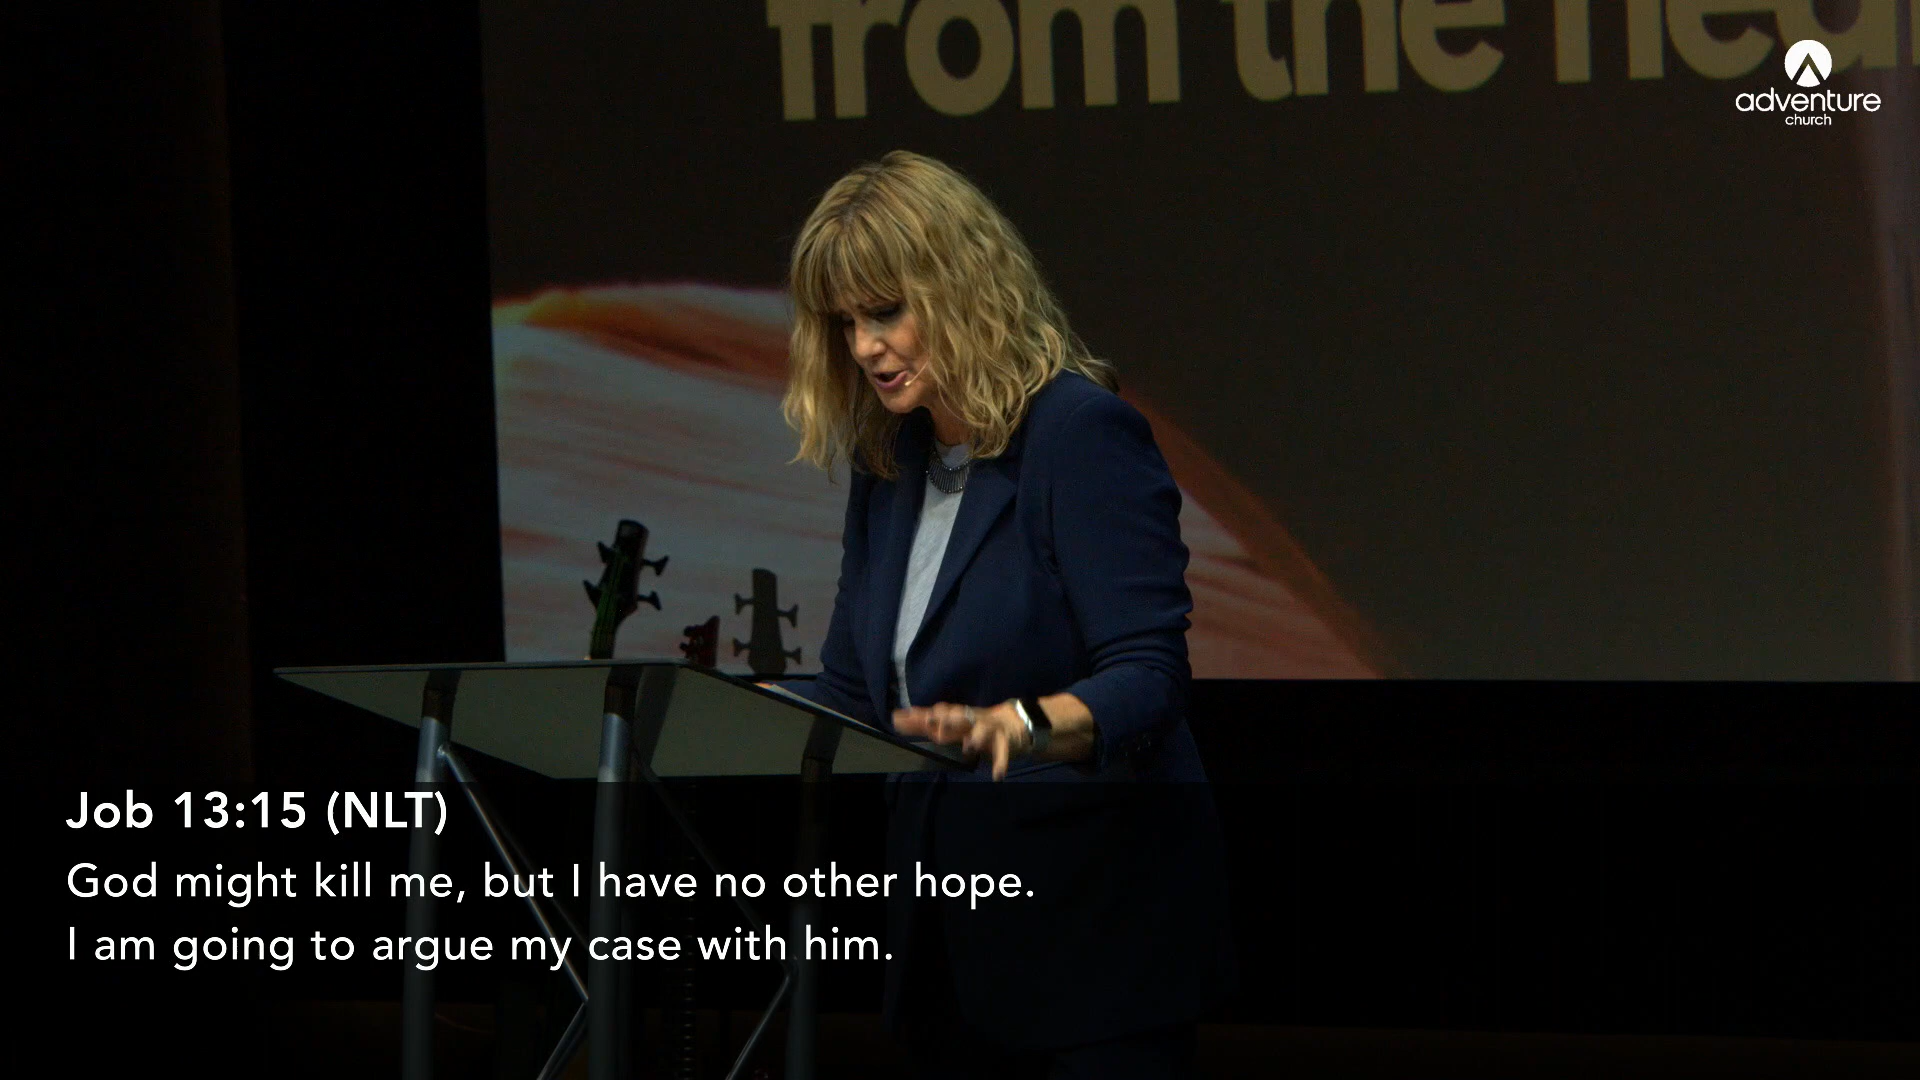 from the
adventure
church
Job 13:15 (NLT)
God might kill me, but I have no other hope.
I am going to argue my case with him.